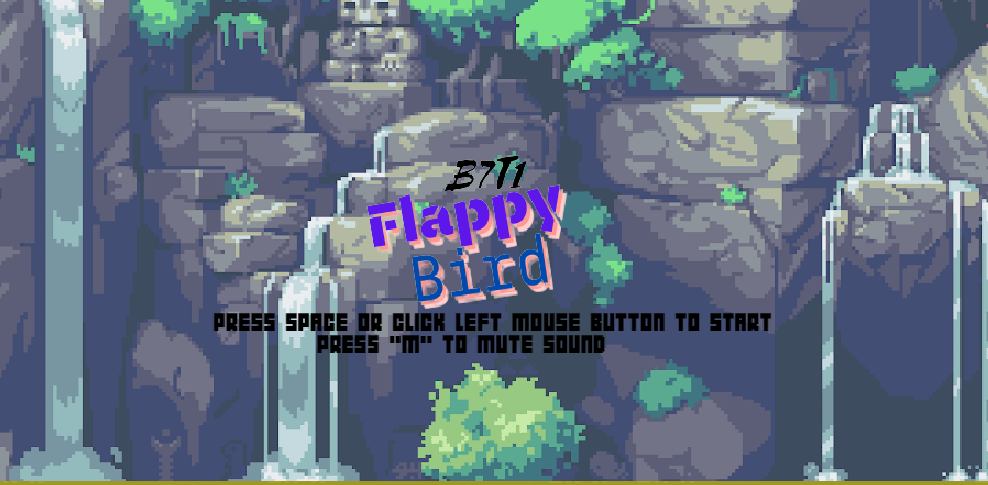 B7T1
Flappy
Bird
PRESS SPACE OR CLICK LEFT MOUSE BUTTON TO START
PRESS "M" TO MUTE SOUND